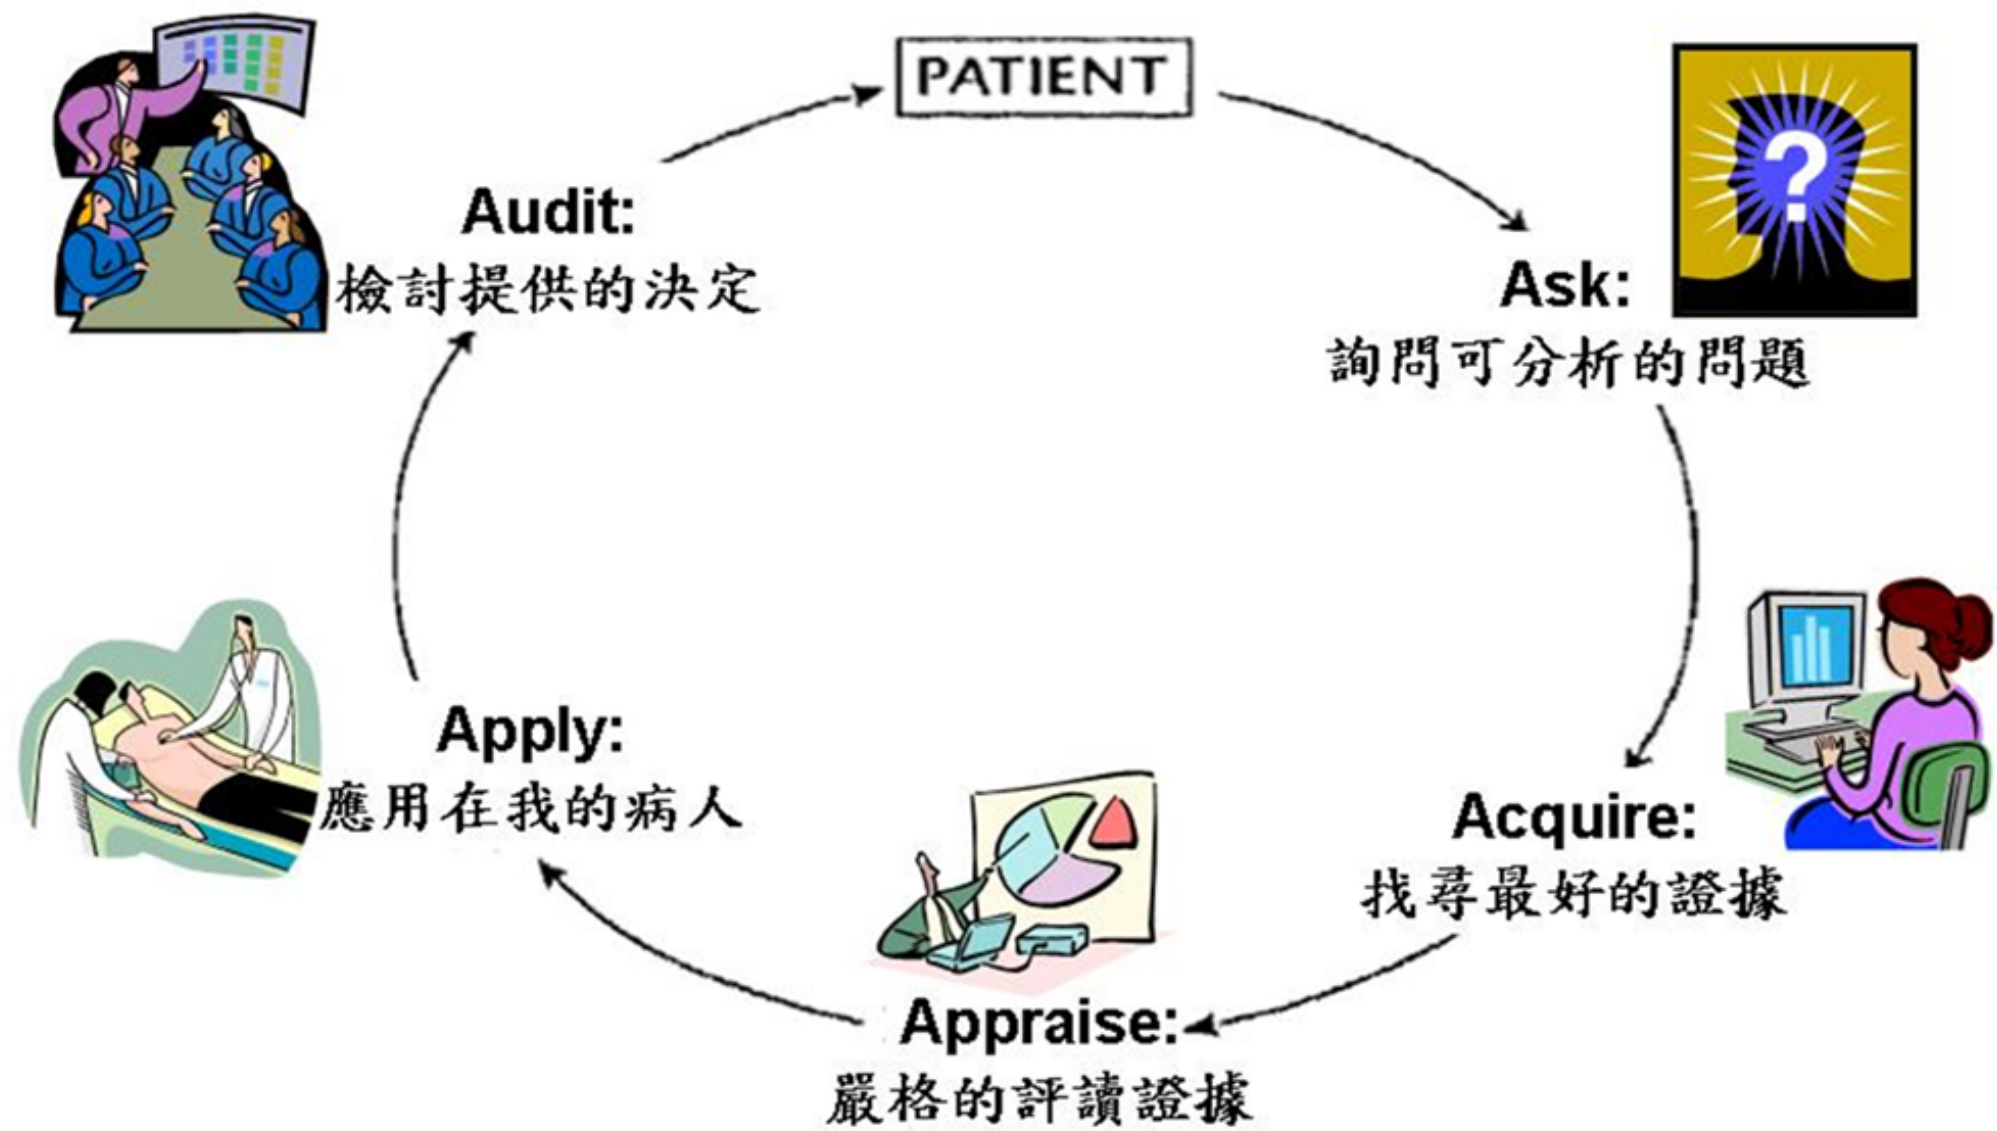 PATIENT
Ask:
詢問可分析的問題
Acquire:
找尋最好的證據
Appraise:
嚴格的評讀證據
Apply:
應用在我的病人
Audit:
檢討提供的決定
?